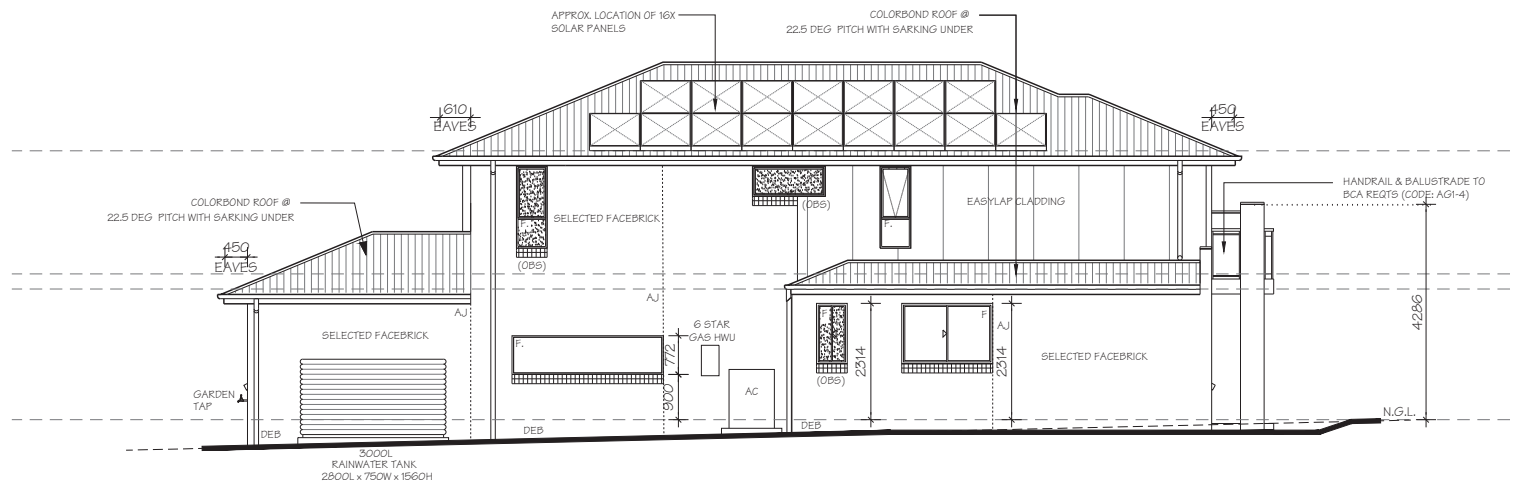 APPROX. LOCATION OF 16X
SOLAR PANELS
COLORBOND ROOF @
22.5 DEG PITCH WITH SARKING UNDER
610
EAVES
450
EAVES
HANDRAIL & BALUSTRADE TO
BCA REQTS (CODE: AG1-4)
COLORBOND ROOF @
22.5 DEG PITCH WITH SARKING UNDER
450
EAVES
F.
(OBS)
SELECTED FACEBRICK
(OBS)
F.
EASYLAP CLADDING
AJ
AJ
SELECTED FACEBRICK
F.
772
900
6 STAR
GAS HWU
AC
F
(OBS)
2314
F
AJ
2314
SELECTED FACEBRICK
4286
N.G.L.
GARDEN
TAP
DEB
DEB
DEB
3000L
RAINWATER TANK
2800L x 750W x 1560H